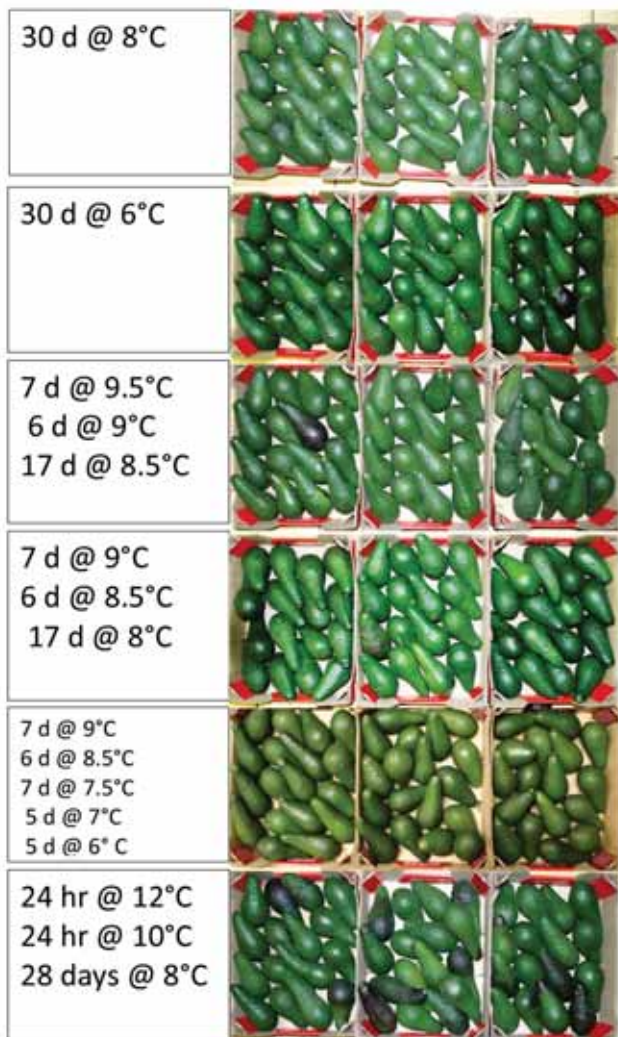 30 d @ 8°C
30 d @ 6°C
7 d @ 9.5°C
6 d @ 9°C
17 d @ 8.5°C
7 d @ 9°C
6 d @ 8.5°C
17 d @ 8°C
7 d @ 9°C
6 d @ 8.5°C
7 d @ 7.5°C
5 d @ 7°C
5 d @ 6° C
24 hr @ 12°C
24 hr @ 10°C
28 days @ 8°C